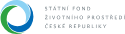 STÁTNÍ FOND
ŽIVOTNÍHO PROSTŘEDÍ
ČESKÉ REPUBLIKY